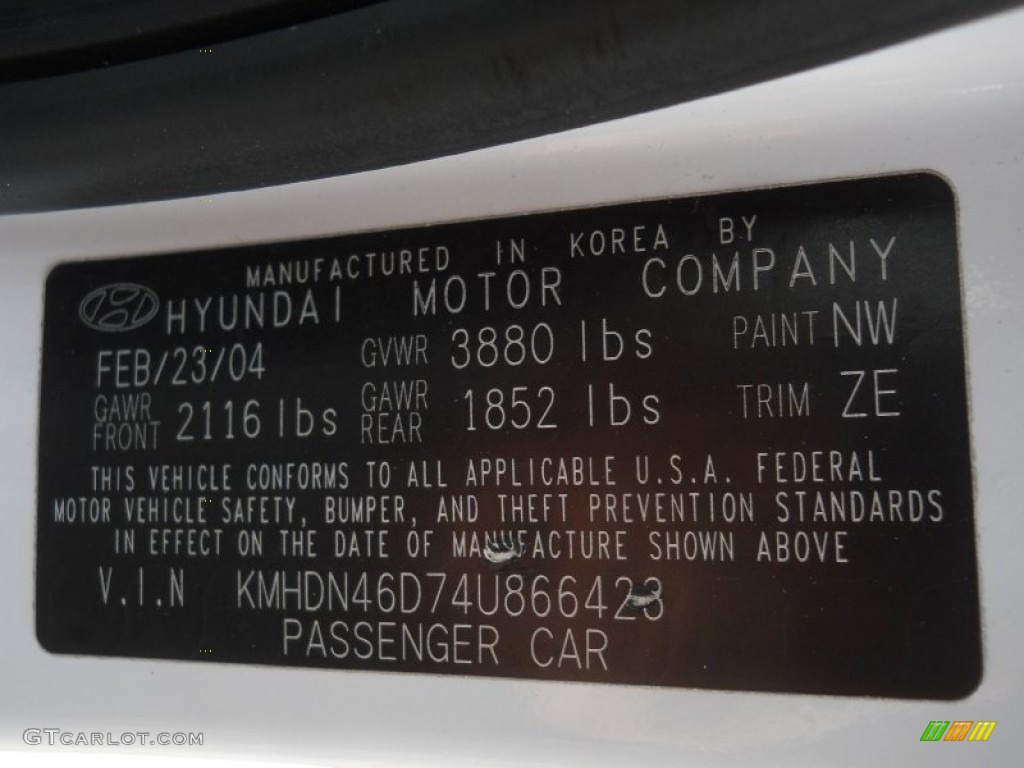 MANUFACTURED IN KOREA BY
HYUNDAI MOTOR COMPANY
FEB/23/04 GVWR 3880 lbs PAINT NW
GAWR FRONT 2116 lbs GAWR REAR 1852 lbs TRIM ZE
THIS VEHICLE CONFORMS TO ALL APPLICABLE U.S.A. FEDERAL
MOTOR VEHICLE SAFETY, BUMPER, AND THEFT PREVENTION STANDARDS
IN EFFECT ON THE DATE OF MANUFACTURE SHOWN ABOVE
V.I.N KMHDN46D74U866423
PASSENGER CAR
GTCARLOT.COM